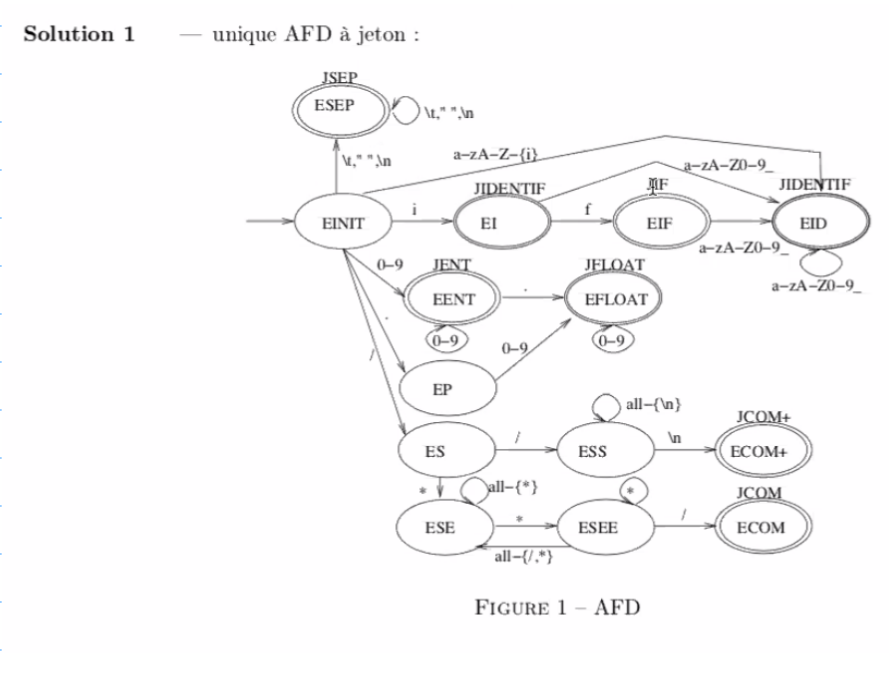 Solution 1 — unique AFD à jeton :
JSEP
ESEP
\t," ",\n
\t," ",\n
a–zA–Z–{i}
a–zA–Z0–9_
JIDENTIF
IF
JIDENTIF
EINIT
i
EI
f
EIF
EID
a–zA–Z0–9_
a–zA–Z0–9_
0–9
JENT
JFLOAT
EENT
.
EFLOAT
.
0–9
0–9
0–9
/
EP
all–{\n}
JCOM+
ES
/
ESS
\n
ECOM+
*
all–{*}
*
JCOM
ESE
*
ESEE
/
ECOM
all–{/,*}
FIGURE 1 – AFD